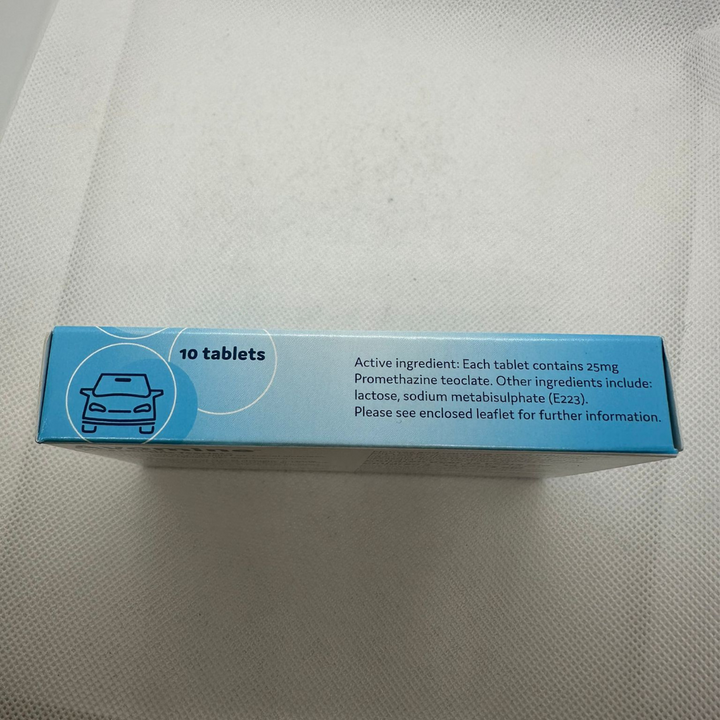 10 tablets
Active ingredient: Each tablet contains 25mg
Promethazine teoclate. Other ingredients include:
lactose, sodium metabisulphate (E223).
Please see enclosed leaflet for further information.